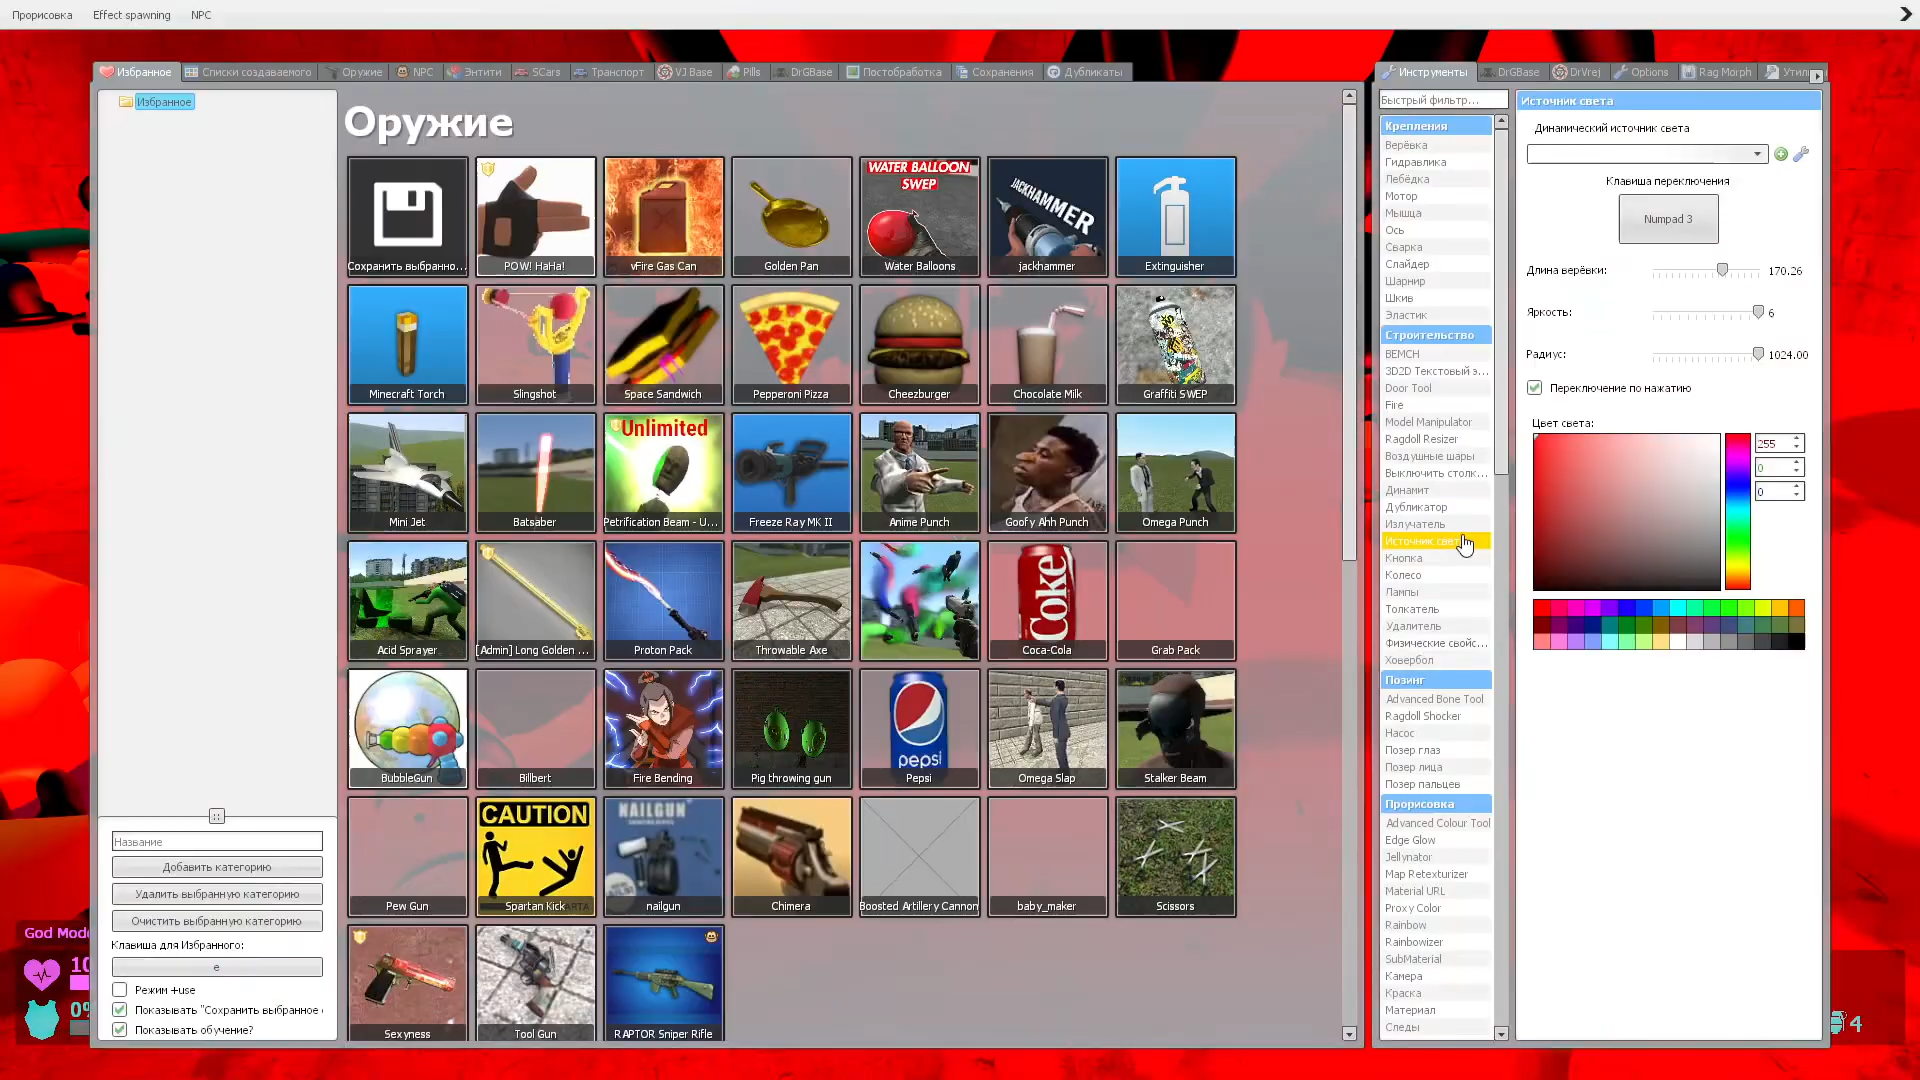 Прорисовка Effect spawning NPC
Избранное Списки создаваемого Оружие NPC Энтити SCars Транспорт VJ Base Pills DrGBase Постобработка Сохранения Дубликаты
Избранное
Оружие
Сохранить выбранно... POW! HaHa! vFire Gas Can Golden Pan WATER BALLOON SWEP Water Balloons JACKHAMMER jackhammer Extinguisher
Minecraft Torch Slingshot Space Sandwich Pepperoni Pizza Cheezburger Chocolate Milk Graffiti SWEP
Unlimited
Mini Jet Batsaber Petrification Beam - U... Freeze Ray MK II Anime Punch Goofy Ahh Punch Omega Punch
Coke
Acid Sprayer [Admin] Long Golden ... Proton Pack Throwable Axe Coca-Cola Grab Pack
pepsi
BubbleGun Billbert Fire Bending Pig throwing gun Pepsi Omega Slap Stalker Beam
CAUTION NAILGUN
Pew Gun Spartan Kick nailgun Chimera Boosted Artillery Cannon baby_maker Scissors
Sexyness Tool Gun RAPTOR Sniper Rifle
Название
Добавить категорию
Удалить выбранную категорию
Очистить выбранную категорию
Клавиша для Избранного:
e
Режим +use
Показывать "Сохранить выбранное
Показывать обучение?
God Mode
10
0%
4
Инструменты DrGBase DrVrej Options Rag Morph Утил
Быстрый фильтр...
Крепления
Верёвка
Гидравлика
Лебёдка
Мотор
Мышца
Ось
Сварка
Слайдер
Шарнир
Шкив
Эластик
Строительство
BEMCH
3D2D Текстовый э...
Door Tool
Fire
Model Manipulator
Ragdoll Resizer
Воздушные шары
Выключить столк...
Динамит
Дубликатор
Излучатель
Источник света
Кнопка
Колесо
Лампы
Толкатель
Удалитель
Физические свойс...
Ховербол
Позинг
Advanced Bone Tool
Ragdoll Shocker
Насос
Позер глаз
Позер лица
Позер пальцев
Прорисовка
Advanced Colour Tool
Edge Glow
Jellynator
Map Retexturizer
Material URL
Proxy Color
Rainbow
Rainbowizer
SubMaterial
Камера
Краска
Материал
Следы
Источник света
Динамический источник света
Клавиша переключения
Numpad 3
Длина верёвки: 170.26
Яркость: 6
Радиус: 1024.00
Переключение по нажатию
Цвет света:
255
0
0